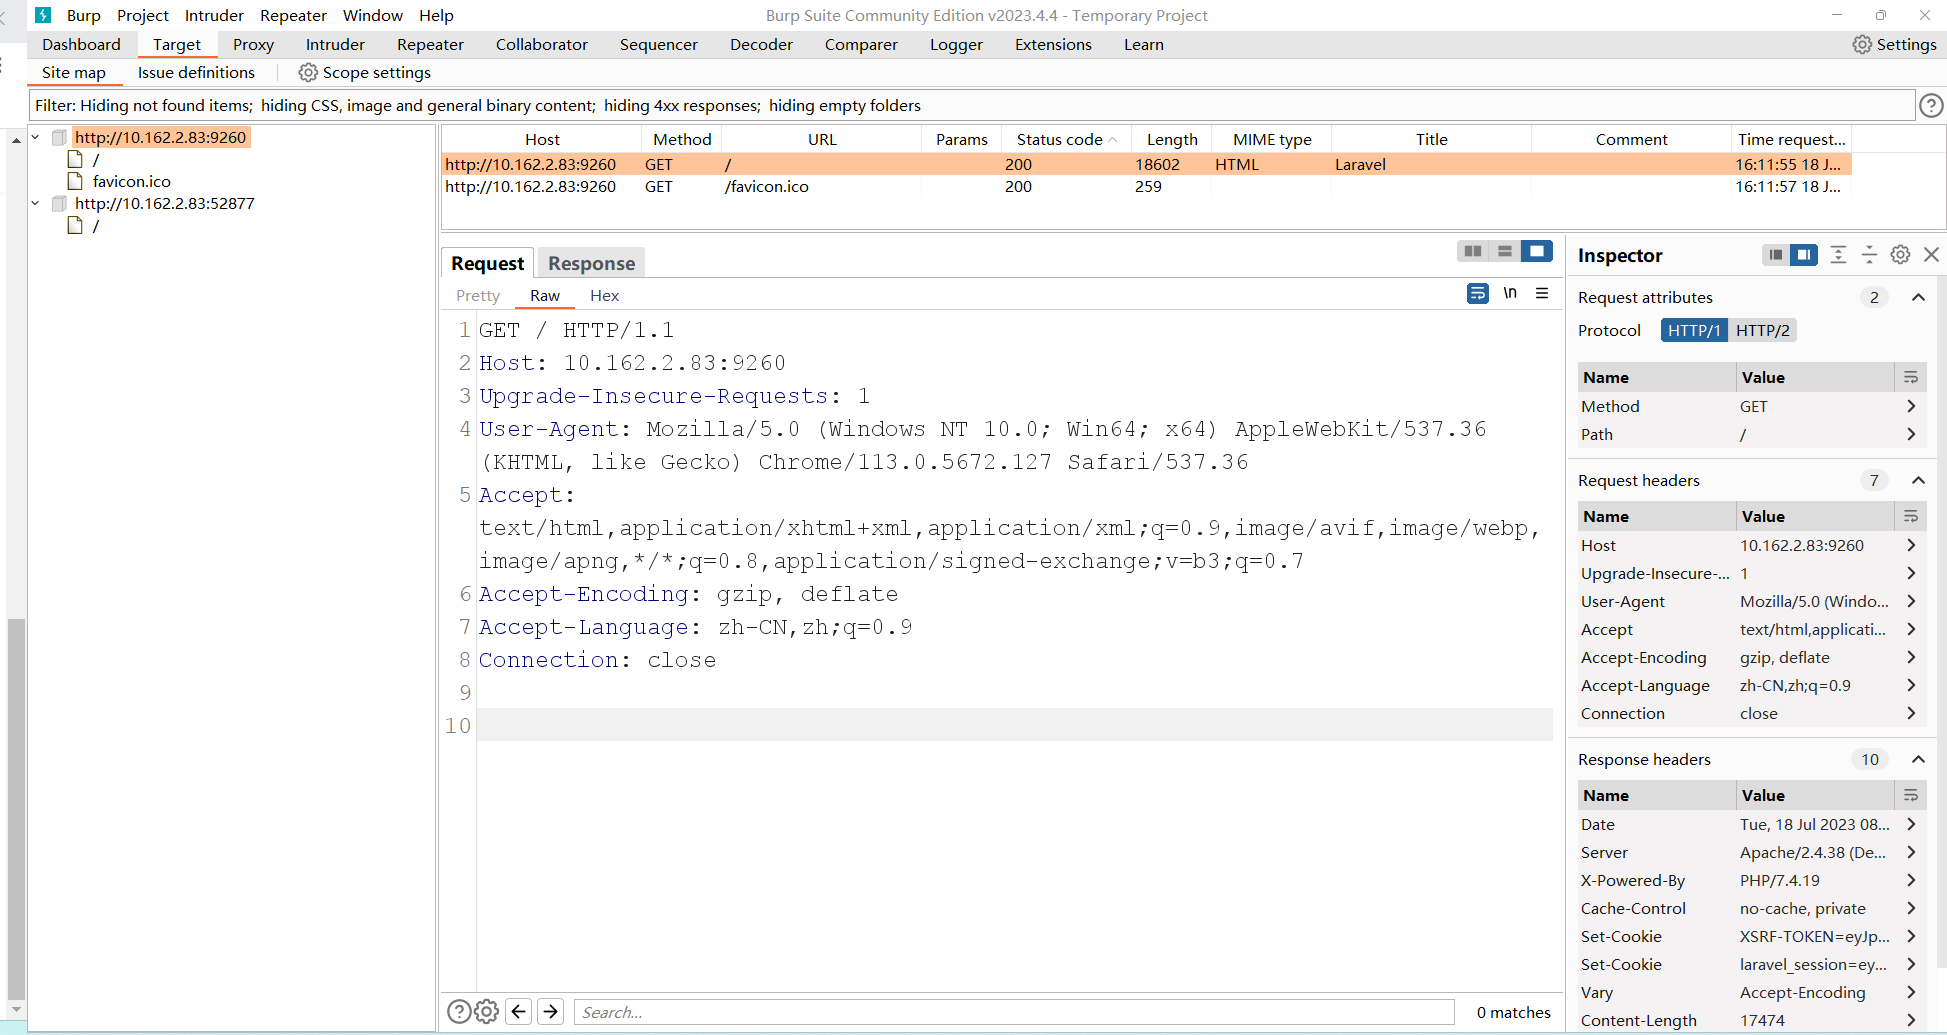 Burp Project Intruder Repeater Window Help
Burp Suite Community Edition v2023.4.4 - Temporary Project
Dashboard Target Proxy Intruder Repeater Collaborator Sequencer Decoder Comparer Logger Extensions Learn Settings
Site map Issue definitions Scope settings
Filter: Hiding not found items; hiding CSS, image and general binary content; hiding 4xx responses; hiding empty folders
http://10.162.2.83:9260
/
favicon.ico
http://10.162.2.83:52877
/
Host Method URL Params Status code Length MIME type Title Comment Time request...
http://10.162.2.83:9260 GET / 200 18602 HTML Laravel 16:11:55 18 J...
http://10.162.2.83:9260 GET /favicon.ico 200 259 16:11:57 18 J...
Request Response
Pretty Raw Hex
\n
1 GET / HTTP/1.1
2 Host: 10.162.2.83:9260
3 Upgrade-Insecure-Requests: 1
4 User-Agent: Mozilla/5.0 (Windows NT 10.0; Win64; x64) AppleWebKit/537.36
(KHTML, like Gecko) Chrome/113.0.5672.127 Safari/537.36
5 Accept:
text/html,application/xhtml+xml,application/xml;q=0.9,image/avif,image/webp,
image/apng,*/*;q=0.8,application/signed-exchange;v=b3;q=0.7
6 Accept-Encoding: gzip, deflate
7 Accept-Language: zh-CN,zh;q=0.9
8 Connection: close
9
10
Search...
0 matches
Inspector
Request attributes 2
Protocol HTTP/1 HTTP/2
Name Value
Method GET
Path /
Request headers 7
Name Value
Host 10.162.2.83:9260
Upgrade-Insecure-... 1
User-Agent Mozilla/5.0 (Windo...
Accept text/html,applicati...
Accept-Encoding gzip, deflate
Accept-Language zh-CN,zh;q=0.9
Connection close
Response headers 10
Name Value
Date Tue, 18 Jul 2023 08...
Server Apache/2.4.38 (De...
X-Powered-By PHP/7.4.19
Cache-Control no-cache, private
Set-Cookie XSRF-TOKEN=eyJp...
Set-Cookie laravel_session=ey...
Vary Accept-Encoding
Content-Length 17474